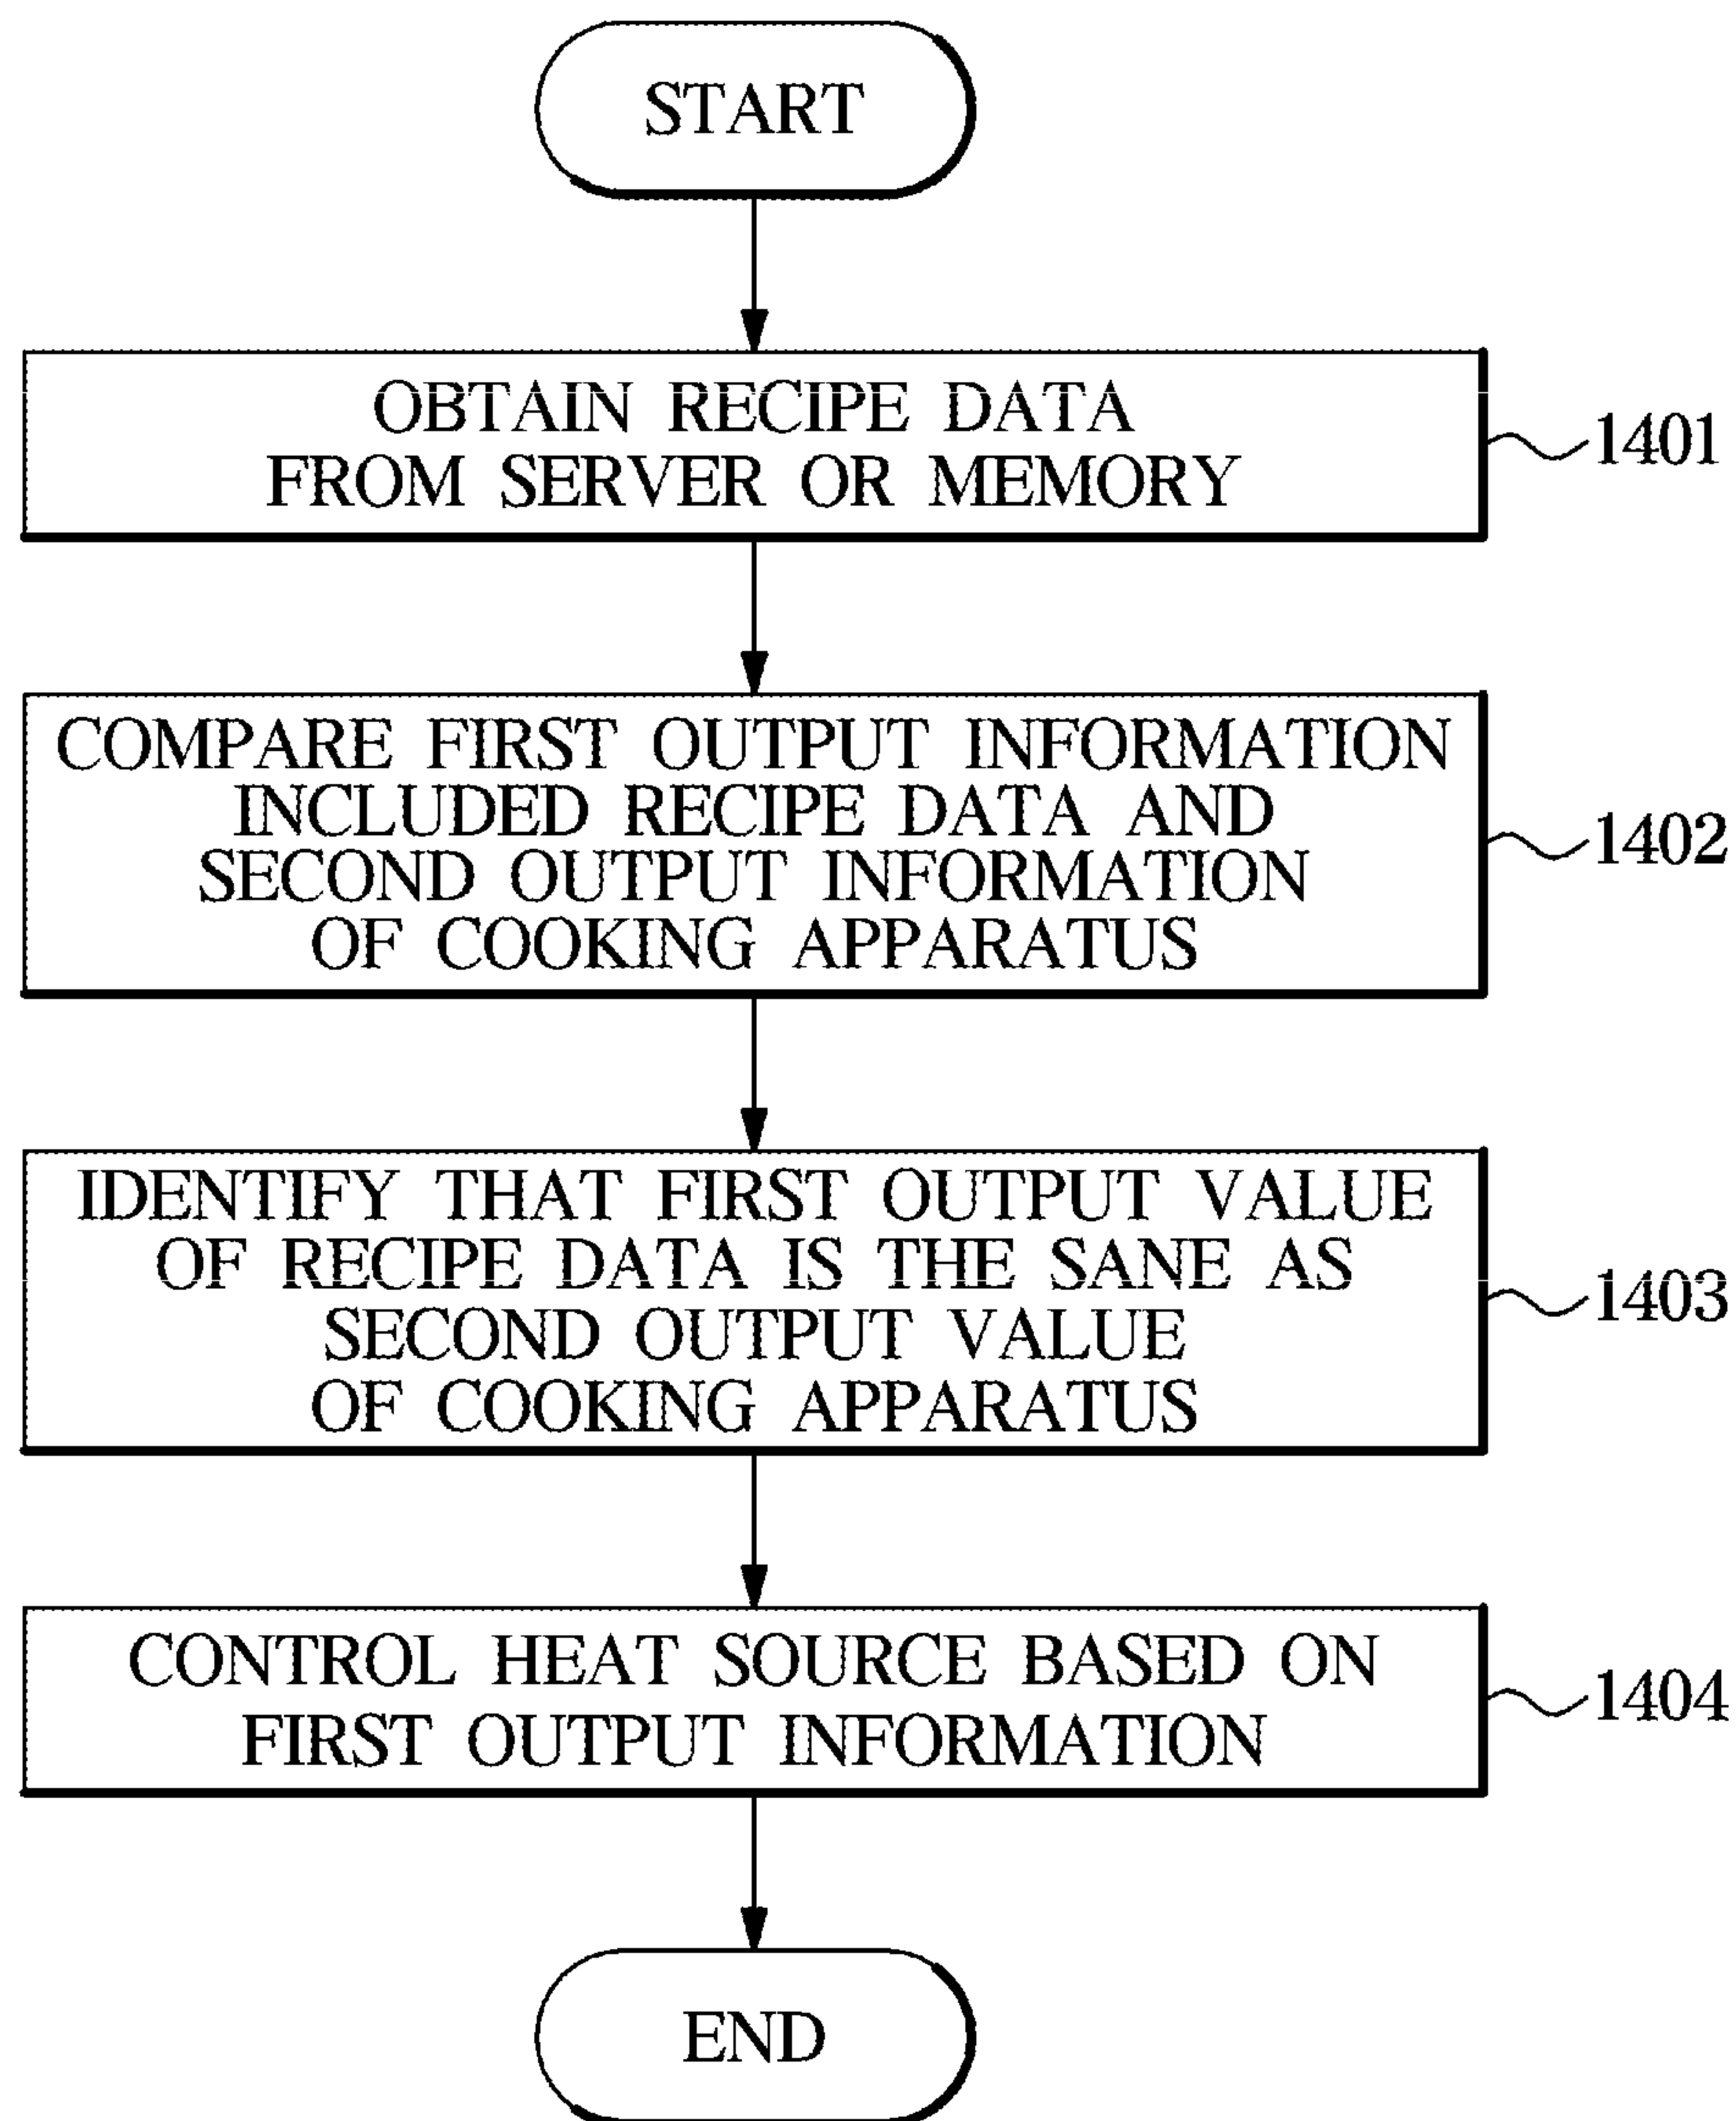 START
OBTAIN RECIPE DATA
FROM SERVER OR MEMORY
1401
COMPARE FIRST OUTPUT INFORMATION
INCLUDED RECIPE DATA AND
SECOND OUTPUT INFORMATION
OF COOKING APPARATUS
1402
IDENTIFY THAT FIRST OUTPUT VALUE
OF RECIPE DATA IS THE SANE AS
SECOND OUTPUT VALUE
OF COOKING APPARATUS
1403
CONTROL HEAT SOURCE BASED ON
FIRST OUTPUT INFORMATION
1404
END